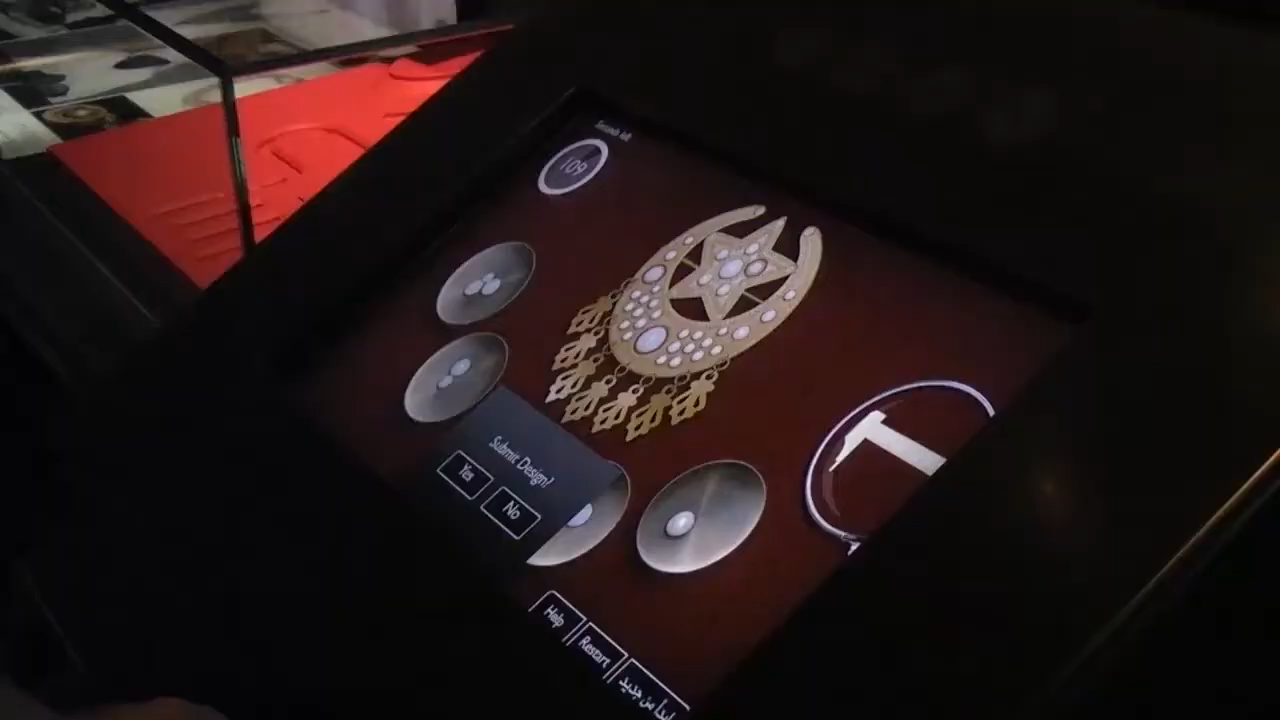 Seconds left
109
Submit Design?
Yes
No
Help
Restart
ابدأ من جديد